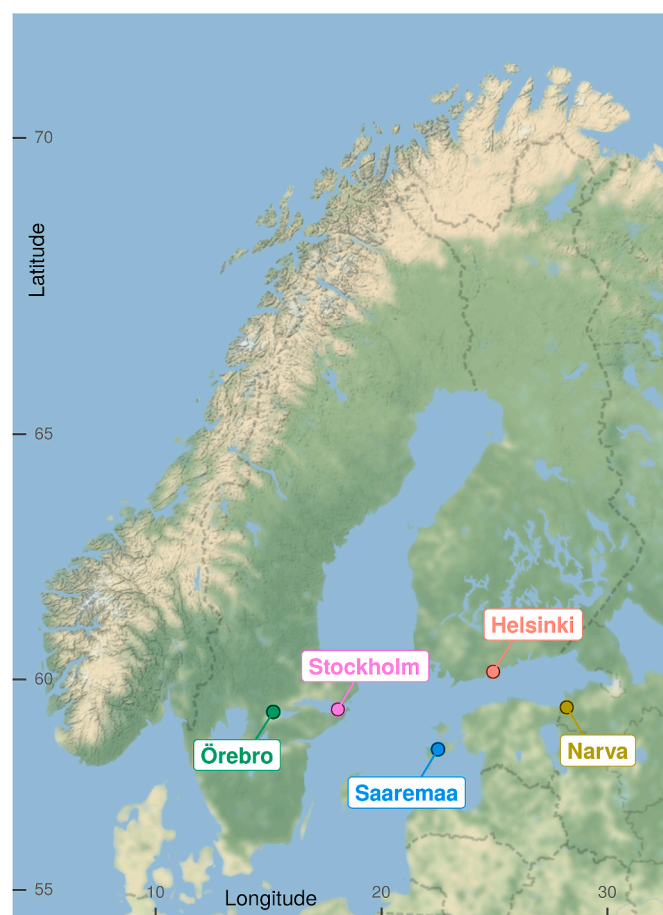 70
Latitude
65
Helsinki
60
Stockholm
Örebro
Narva
Saaremaa
55
10
Longitude
20
30